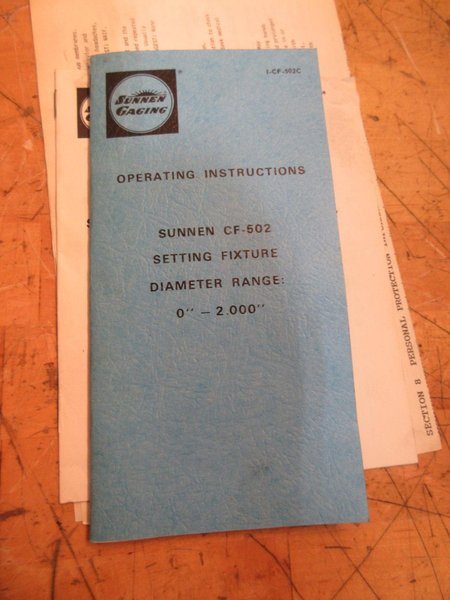 I-CF-502C
SUNNEN
GAGING
®
OPERATING INSTRUCTIONS
SUNNEN CF-502
SETTING FIXTURE
DIAMETER RANGE:
0" – 2.000"
SECTION 8 PERSONAL PROTECTION